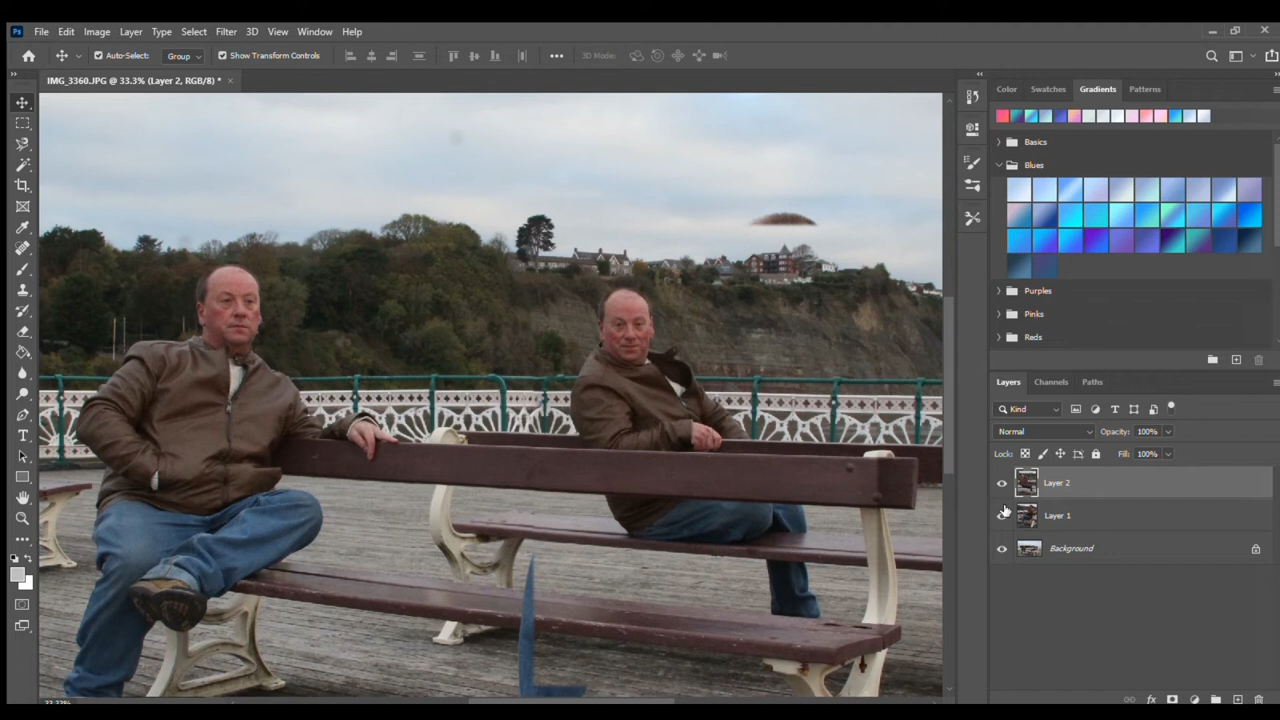 Ps File Edit Image Layer Type Select Filter 3D View Window Help
Auto-Select: Group Show Transform Controls 3D Mode:
IMG_3360.JPG @ 33.3% (Layer 2, RGB/8) *
Color Swatches Gradients Patterns
Basics
Blues
Purples
Pinks
Reds
Layers Channels Paths
Kind
Normal Opacity: 100%
Lock: Fill: 100%
Layer 2
Layer 1
Background